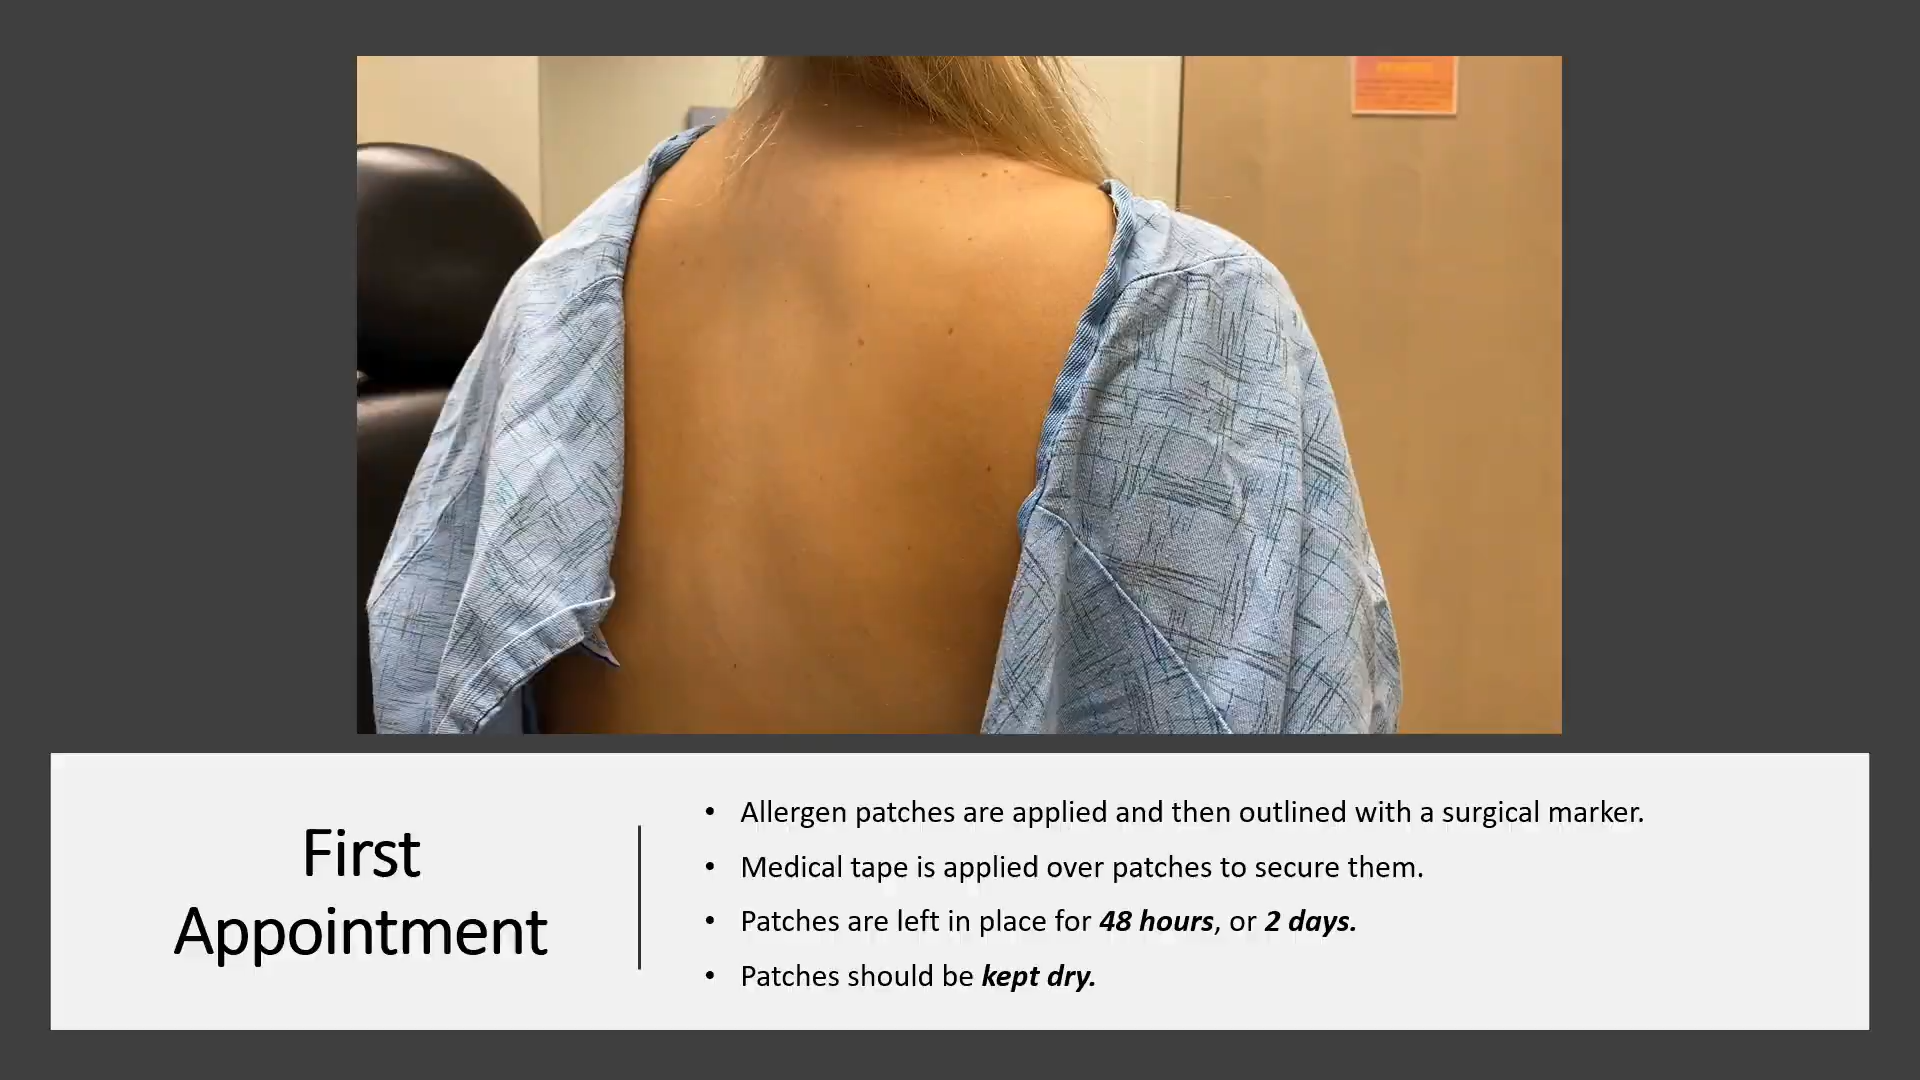 First
Appointment
• Allergen patches are applied and then outlined with a surgical marker.
• Medical tape is applied over patches to secure them.
• Patches are left in place for 48 hours, or 2 days.
• Patches should be kept dry.